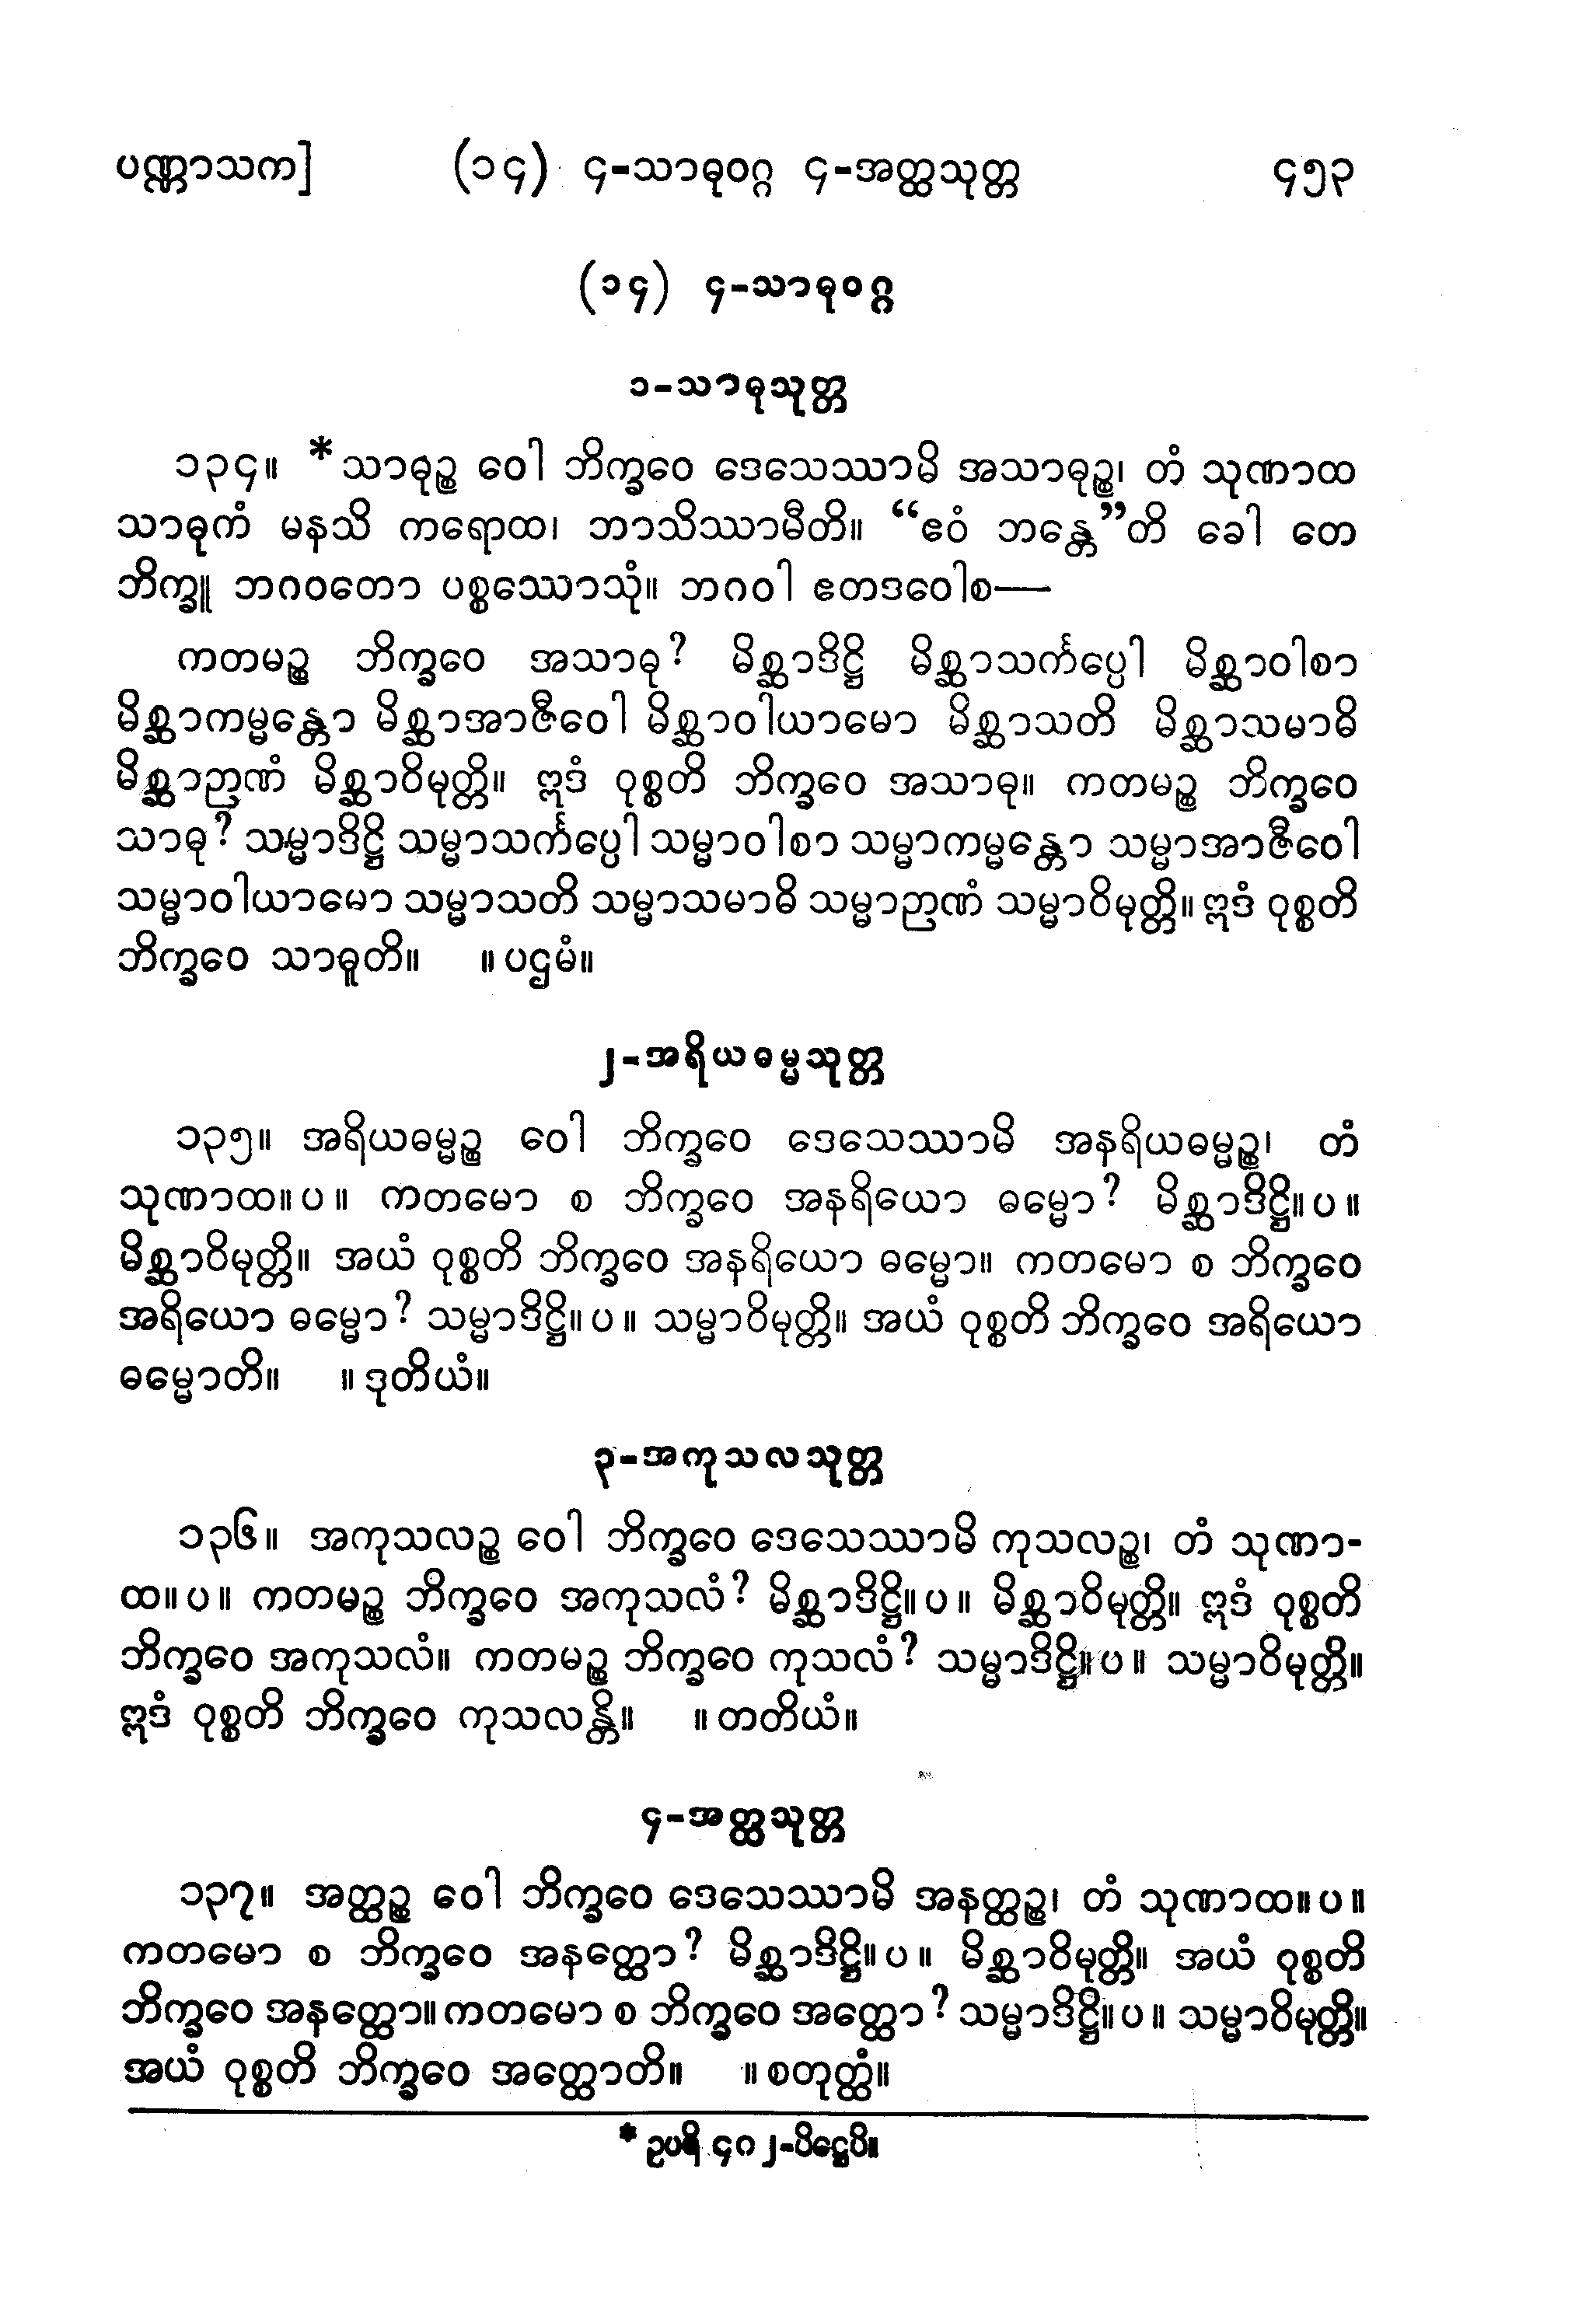 ပဏ္ဏာသက] (၁၄) ၄-သာဓုဝဂ္ဂ ၄-အတ္ထသုတ္တ ၄၅၃
(၁၄) ၄-သာဓုဝဂ္ဂ
၁-သာဓုသုတ္တ
၁၃၄။ *သာဓုဉ္စ ဝေါ ဘိက္ခဝေ ဒေသေဿာမိ အသာဓုဉ္စ၊ တံ သုဏာထ
သာဓုကံ မနသိ ကရောထ၊ ဘာသိဿာမီတိ။ “ဧဝံ ဘန္တေ”တိ ခေါ တေ
ဘိက္ခူ ဘဂဝတော ပစ္စဿောသုံ။ ဘဂဝါ ဧတဒဝေါစ—
ကတမဉ္စ ဘိက္ခဝေ အသာဓု? မိစ္ဆာဒိဋ္ဌိ မိစ္ဆာသင်္ကပ္ပေါ မိစ္ဆာဝါစာ
မိစ္ဆာကမ္မန္တော မိစ္ဆာအာဇီဝေါ မိစ္ဆာဝါယာမော မိစ္ဆာသတိ မိစ္ဆာသမာဓိ
မိစ္ဆာဉာဏံ မိစ္ဆာဝိမုတ္တိ။ ဣဒံ ဝုစ္စတိ ဘိက္ခဝေ အသာဓု။ ကတမဉ္စ ဘိက္ခဝေ
သာဓု? သမ္မာဒိဋ္ဌိ သမ္မာသင်္ကပ္ပေါ သမ္မာဝါစာ သမ္မာကမ္မန္တော သမ္မာအာဇီဝေါ
သမ္မာဝါယာမော သမ္မာသတိ သမ္မာသမာဓိ သမ္မာဉာဏံ သမ္မာဝိမုတ္တိ။ ဣဒံ ဝုစ္စတိ
ဘိက္ခဝေ သာဓူတိ။ ။ပဌမံ။
၂-အရိယဓမ္မသုတ္တ
၁၃၅။ အရိယဓမ္မဉ္စ ဝေါ ဘိက္ခဝေ ဒေသေဿာမိ အနရိယဓမ္မဉ္စ၊ တံ
သုဏာထ။ပ။ ကတမော စ ဘိက္ခဝေ အနရိယော ဓမ္မော? မိစ္ဆာဒိဋ္ဌိ။ပ။
မိစ္ဆာဝိမုတ္တိ။ အယံ ဝုစ္စတိ ဘိက္ခဝေ အနရိယော ဓမ္မော။ ကတမော စ ဘိက္ခဝေ
အရိယော ဓမ္မော? သမ္မာဒိဋ္ဌိ။ပ။ သမ္မာဝိမုတ္တိ။ အယံ ဝုစ္စတိ ဘိက္ခဝေ အရိယော
ဓမ္မောတိ။ ။ဒုတိယံ။
၃-အကုသလသုတ္တ
၁၃၆။ အကုသလဉ္စ ဝေါ ဘိက္ခဝေ ဒေသေဿာမိ ကုသလဉ္စ၊ တံ သုဏာ-
ထ။ပ။ ကတမဉ္စ ဘိက္ခဝေ အကုသလံ? မိစ္ဆာဒိဋ္ဌိ။ပ။ မိစ္ဆာဝိမုတ္တိ။ ဣဒံ ဝုစ္စတိ
ဘိက္ခဝေ အကုသလံ။ ကတမဉ္စ ဘိက္ခဝေ ကုသလံ? သမ္မာဒိဋ္ဌိ။ပ။ သမ္မာဝိမုတ္တိ။
ဣဒံ ဝုစ္စတိ ဘိက္ခဝေ ကုသလန္တိ။ ။တတိယံ။
၄-အတ္ထသုတ္တ
၁၃၇။ အတ္ထဉ္စ ဝေါ ဘိက္ခဝေ ဒေသေဿာမိ အနတ္ထဉ္စ၊ တံ သုဏာထ။ပ။
ကတမော စ ဘိက္ခဝေ အနတ္ထော? မိစ္ဆာဒိဋ္ဌိ။ပ။ မိစ္ဆာဝိမုတ္တိ။ အယံ ဝုစ္စတိ
ဘိက္ခဝေ အနတ္ထော။ ကတမော စ ဘိက္ခဝေ အတ္ထော? သမ္မာဒိဋ္ဌိ။ပ။ သမ္မာဝိမုတ္တိ။
အယံ ဝုစ္စတိ ဘိက္ခဝေ အတ္ထောတိ။ ။စတုတ္ထံ။
* ဥပရိ ၄၈၂-ပိဋ္ဌေပိ။